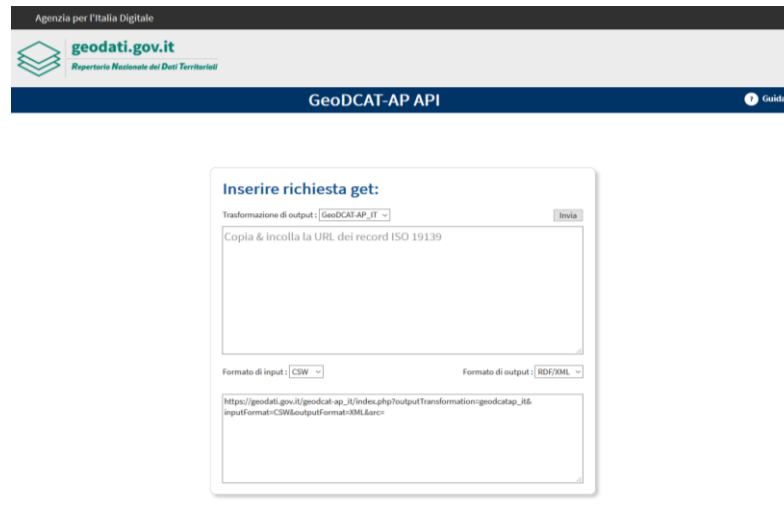 Agenzia per l'Italia Digitale
geodati.gov.it
Repertorio Nazionale dei Dati Territoriali
GeoDCAT-AP API
? Guida
Inserire richiesta get:
Trasformazione di output : GeoDCAT-AP_IT
Invia
Copia & incolla la URL dei record ISO 19139
Formato di input : CSW
Formato di output : RDF/XML
https://geodati.gov.it/geodcat-ap_it/index.php?outputTransformation=geodcatap_it&
inputFormat=CSW&outputFormat=XML&src=